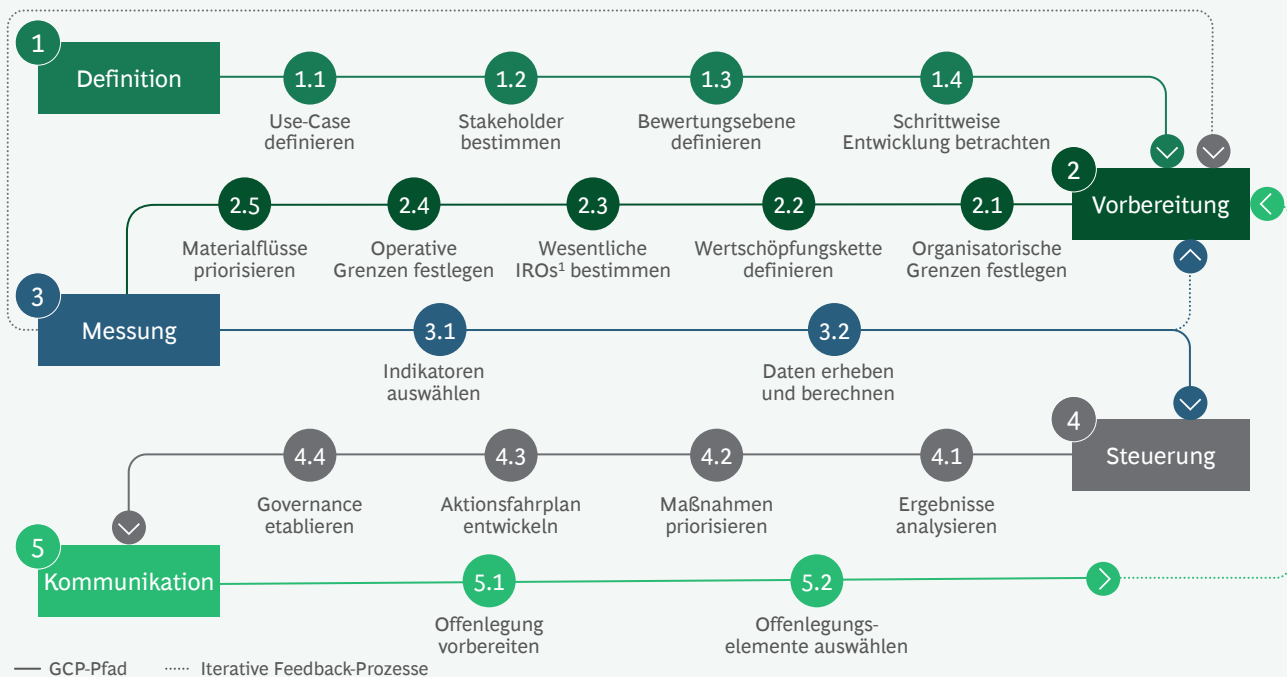 1
Definition
1.1
Use-Case
definieren
1.2
Stakeholder
bestimmen
1.3
Bewertungsebene
definieren
1.4
Schrittweise
Entwicklung betrachten
2
Vorbereitung
2.5
Materialflüsse
priorisieren
2.4
Operative
Grenzen festlegen
2.3
Wesentliche
IROs¹ bestimmen
2.2
Wertschöpfungskette
definieren
2.1
Organisatorische
Grenzen festlegen
3
Messung
3.1
Indikatoren
auswählen
3.2
Daten erheben
und berechnen
4
Steuerung
4.4
Governance
etablieren
4.3
Aktionsfahrplan
entwickeln
4.2
Maßnahmen
priorisieren
4.1
Ergebnisse
analysieren
5
Kommunikation
5.1
Offenlegung
vorbereiten
5.2
Offenlegungs-
elemente auswählen
GCP-Pfad
Iterative Feedback-Prozesse